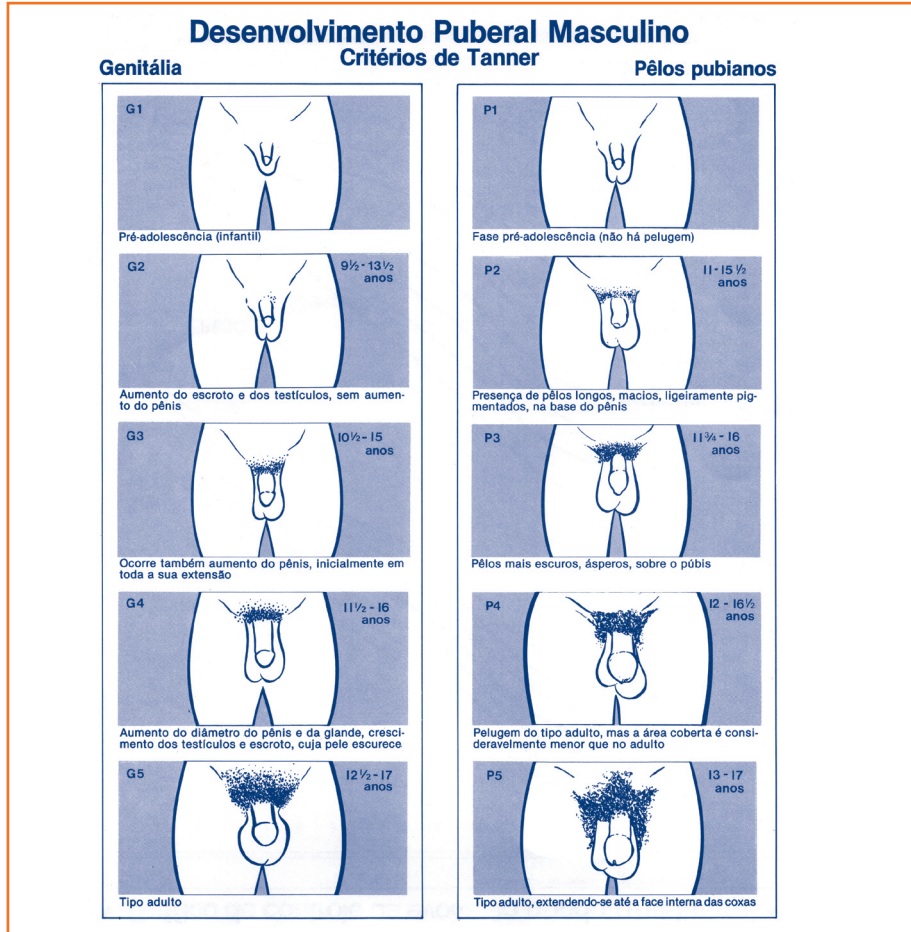 Desenvolvimento Puberal Masculino
Critérios de Tanner
Genitália
G1
Pré-adolescência (infantil)
G2
9½-13½
anos
Aumento do escroto e dos testículos, sem aumen-
to do pênis
G3
10½-15
anos
Ocorre também aumento do pênis, inicialmente em
toda a sua extensão
G4
11½-16
anos
Aumento do diâmetro do pênis e da glande, cresci-
mento dos testículos e escroto, cuja pele escurece
G5
12½-17
anos
Tipo adulto
Pêlos pubianos
P1
Fase pré-adolescência (não há pelugem)
P2
11-15½
anos
Presença de pêlos longos, macios, ligeiramente pig-
mentados, na base do pênis
P3
11¾-16
anos
Pêlos mais escuros, ásperos, sobre o púbis
P4
12 - 16½
anos
Pelugem do tipo adulto, mas a área coberta é consi-
deravelmente menor que no adulto
P5
13-17
anos
Tipo adulto, extendendo-se até a face interna das coxas